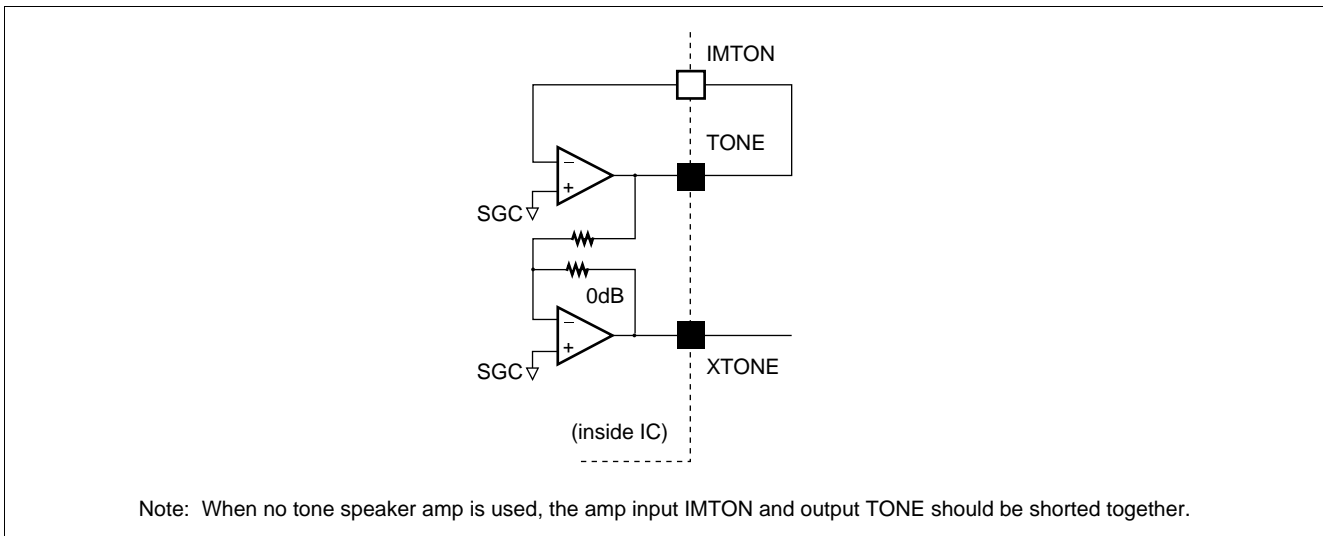 IMTON
TONE
−
+
SGC
0dB
−
+
SGC
XTONE
(inside IC)
Note: When no tone speaker amp is used, the amp input IMTON and output TONE should be shorted together.